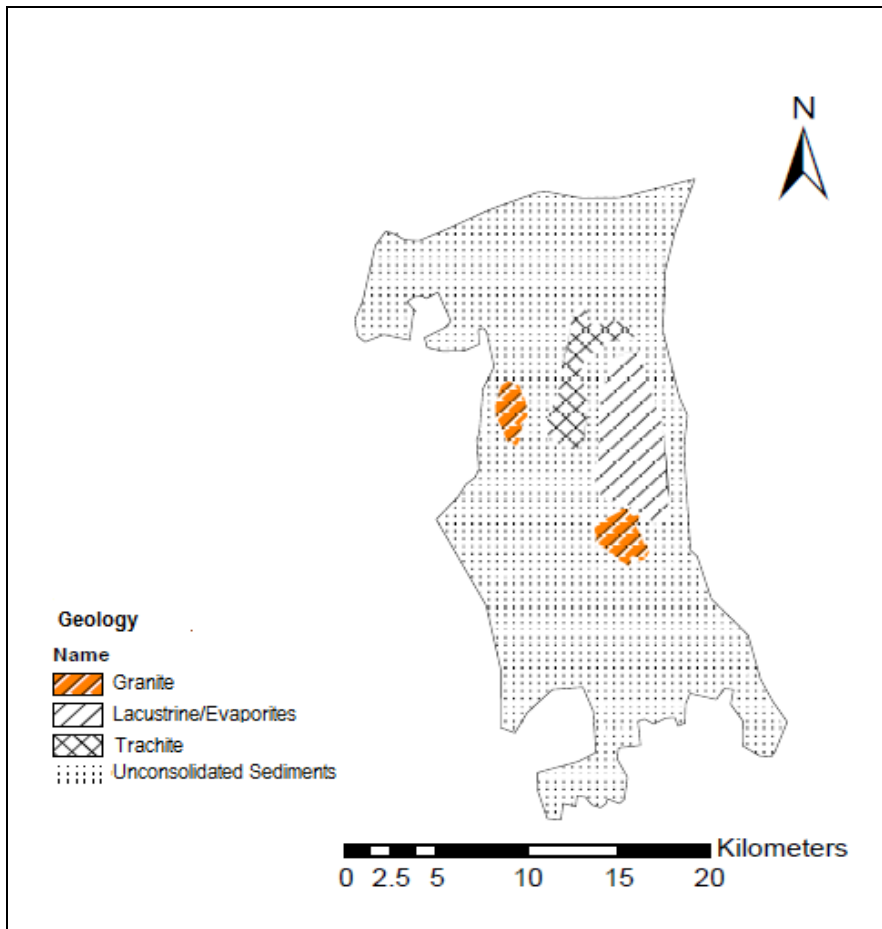 N
Geology
Name
Granite
Lacustrine/Evaporites
Trachite
Unconsolidated Sediments
Kilometers
0 2.5 5 10 15 20